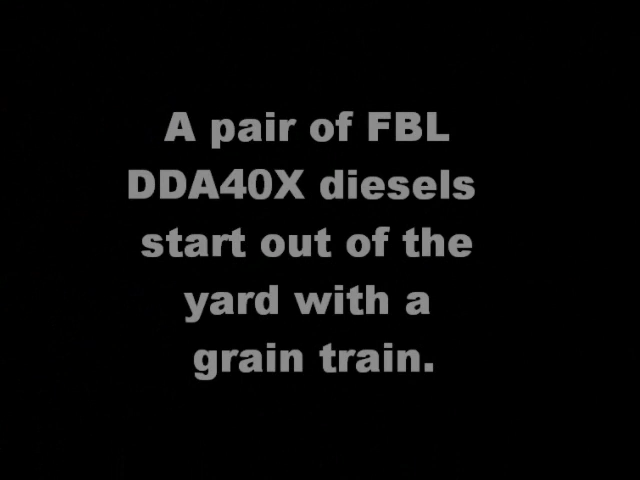 A pair of FBL
DDA40X diesels
start out of the
yard with a
grain train.